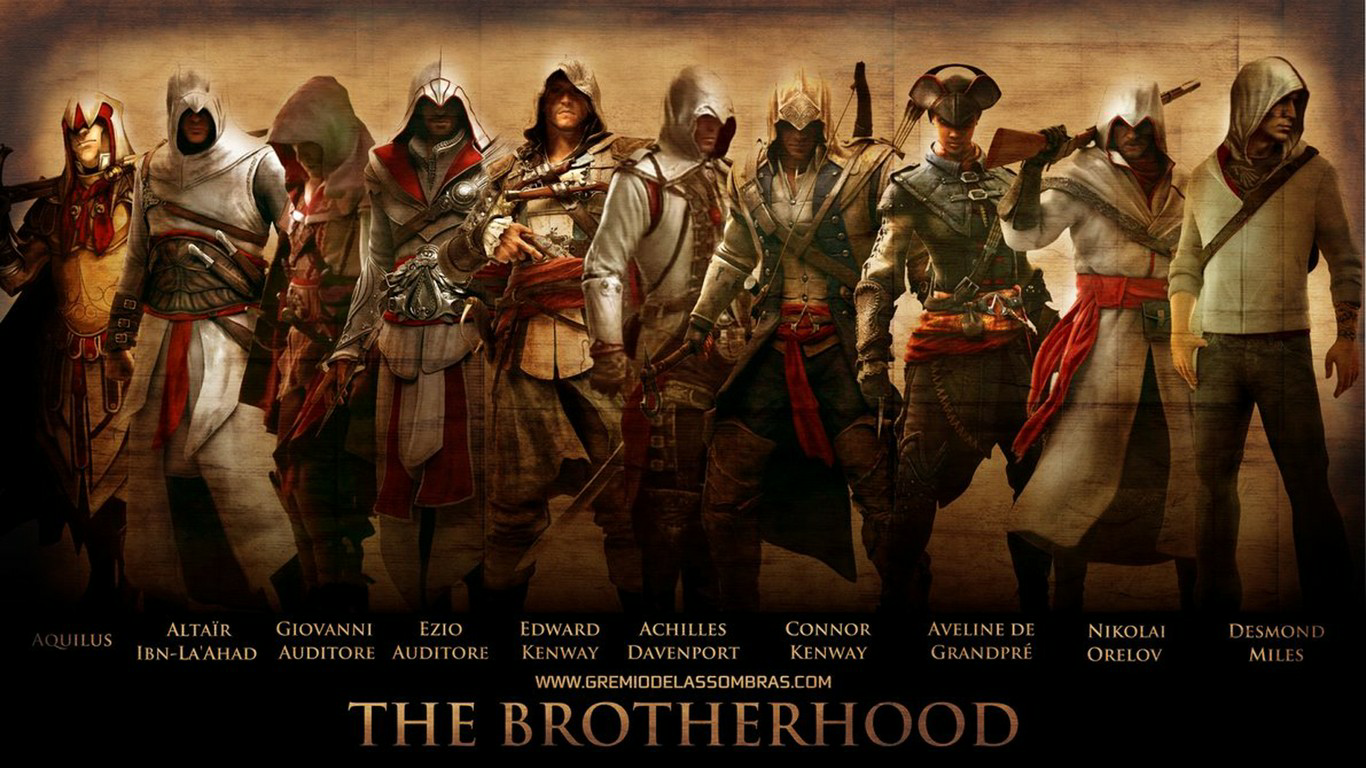 AQUILUS
ALTAÏR
IBN-LA'AHAD
GIOVANNI
AUDITORE
EZIO
AUDITORE
EDWARD
KENWAY
ACHILLES
DAVENPORT
CONNOR
KENWAY
AVELINE DE
GRANDPRÉ
NIKOLAI
ORELOV
DESMOND
MILES
WWW.GREMIODELASSOMBRAS.COM
THE BROTHERHOOD